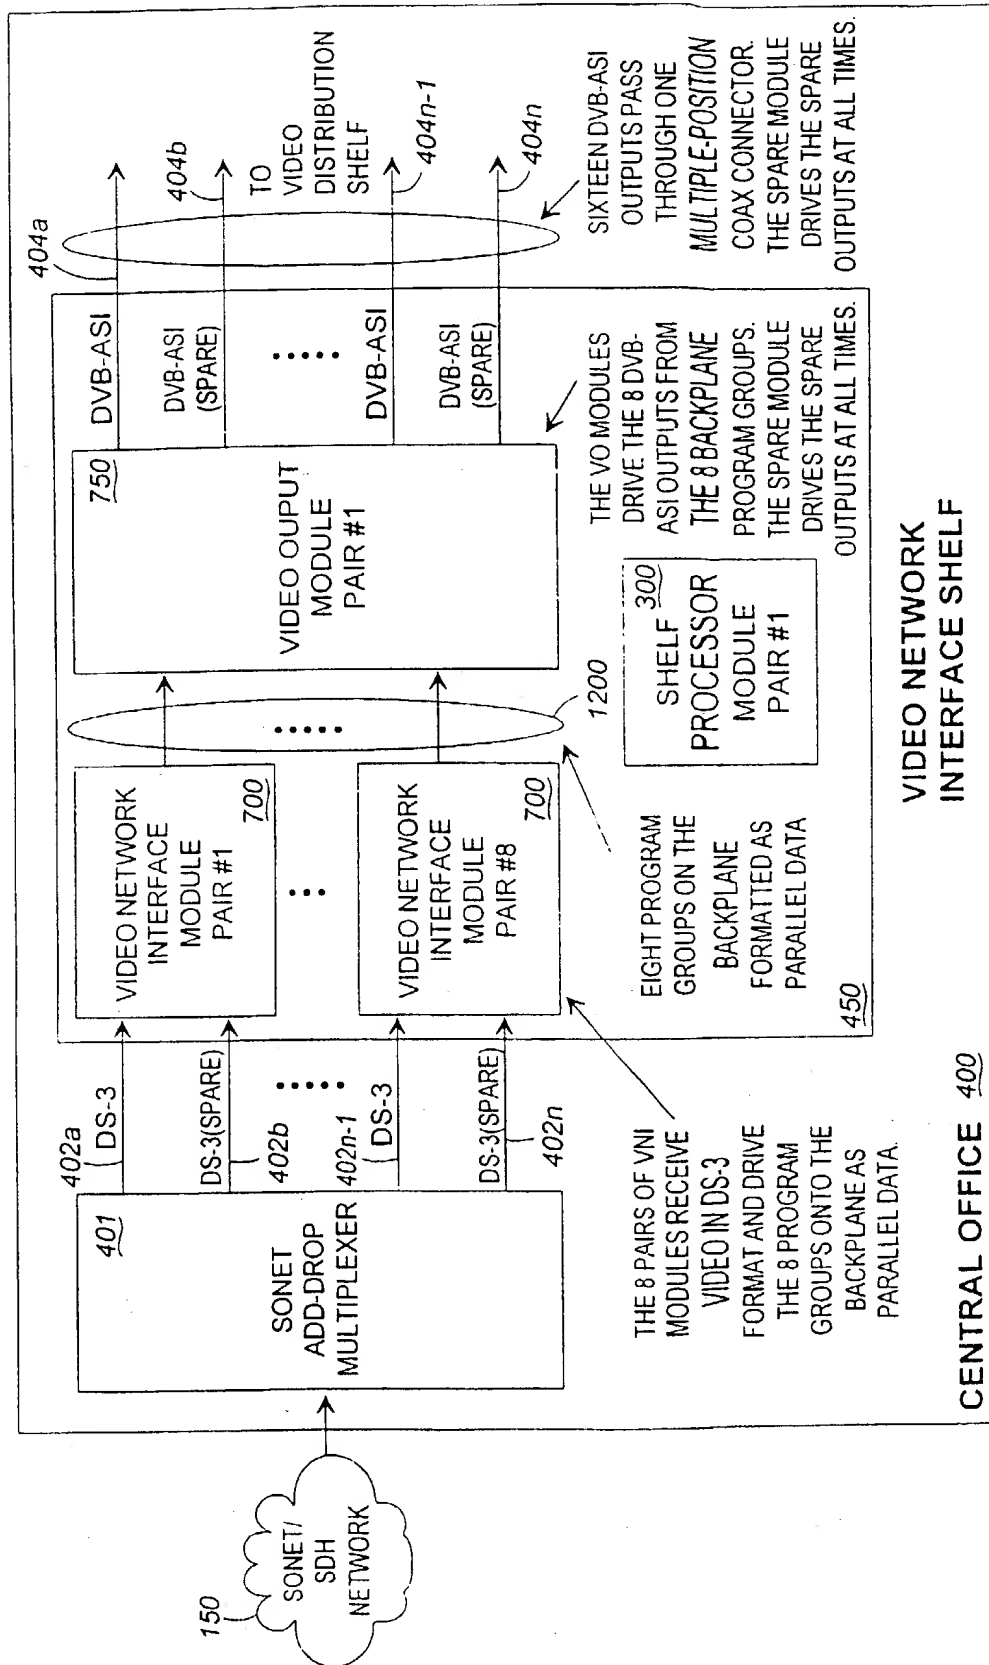 150
SONET/
SDH
NETWORK
401
SONET
ADD-DROP
MULTIPLEXER
402a
DS-3
DS-3(SPARE)
402b
402n-1
DS-3
DS-3(SPARE)
402n
VIDEO NETWORK
INTERFACE
MODULE
PAIR #1
700
VIDEO NETWORK
INTERFACE
MODULE
PAIR #8
700
1200
750
VIDEO OUPUT
MODULE
PAIR #1
300
SHELF
PROCESSOR
MODULE
PAIR #1
DVB-ASI
DVB-ASI
(SPARE)
DVB-ASI
DVB-ASI
(SPARE)
404a
404b
TO VIDEO
DISTRIBUTION
SHELF
404n-1
404n
THE 8 PAIRS OF VNI
MODULES RECEIVE
VIDEO IN DS-3
FORMAT AND DRIVE
THE 8 PROGRAM
GROUPS ONTO THE
BACKPLANE AS
PARALLEL DATA.
EIGHT PROGRAM
GROUPS ON THE
BACKPLANE
FORMATTED AS
PARALLEL DATA
THE VO MODULES
DRIVE THE 8 DVB-
ASI OUTPUTS FROM
THE 8 BACKPLANE
PROGRAM GROUPS.
THE SPARE MODULE
DRIVES THE SPARE
OUTPUTS AT ALL TIMES.
SIXTEEN DVB-ASI
OUTPUTS PASS
THROUGH ONE
MULTIPLE-POSITION
COAX CONNECTOR.
THE SPARE MODULE
DRIVES THE SPARE
OUTPUTS AT ALL TIMES.
450
VIDEO NETWORK
INTERFACE SHELF
CENTRAL OFFICE 400